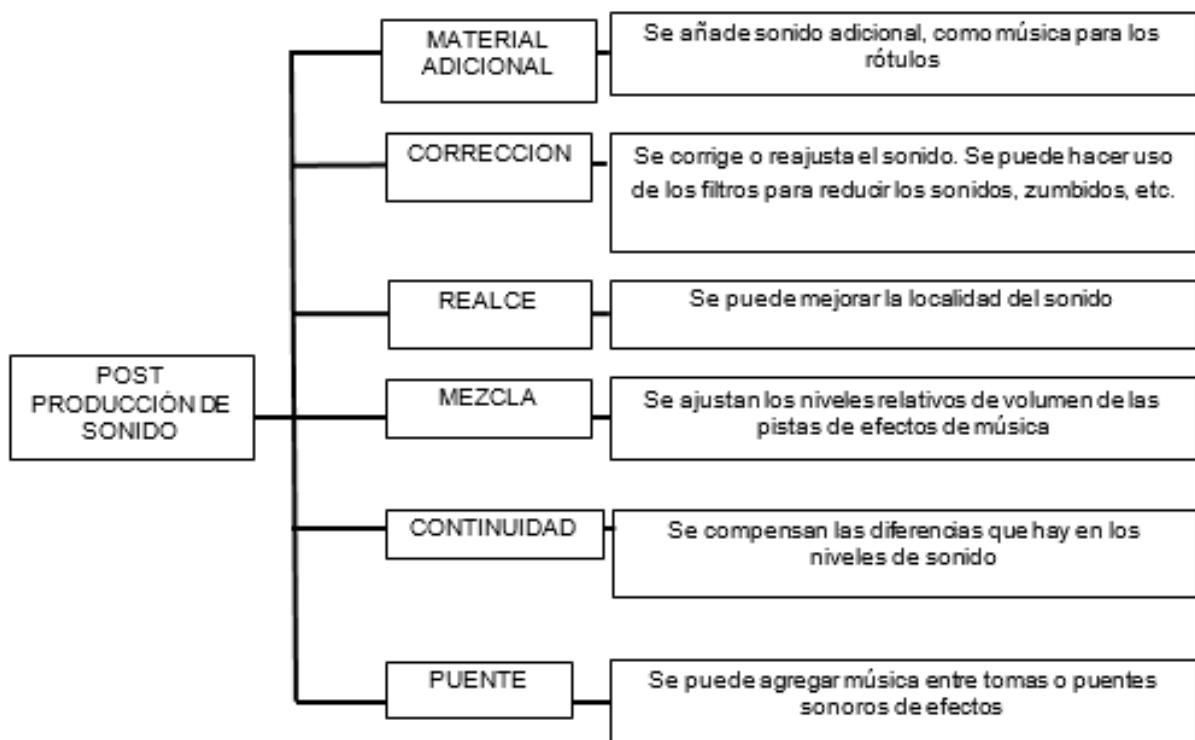 MATERIAL
ADICIONAL
Se añade sonido adicional, como música para los
rótulos
CORRECCION
Se corrige o reajusta el sonido. Se puede hacer uso
de los filtros para reducir los sonidos, zumbidos, etc.
REALCE
Se puede mejorar la localidad del sonido
POST
PRODUCCIÓN DE
SONIDO
MEZCLA
Se ajustan los niveles relativos de volumen de las
pistas de efectos de música
CONTINUIDAD
Se compensan las diferencias que hay en los
niveles de sonido
PUENTE
Se puede agregar música entre tomas o puentes
sonoros de efectos